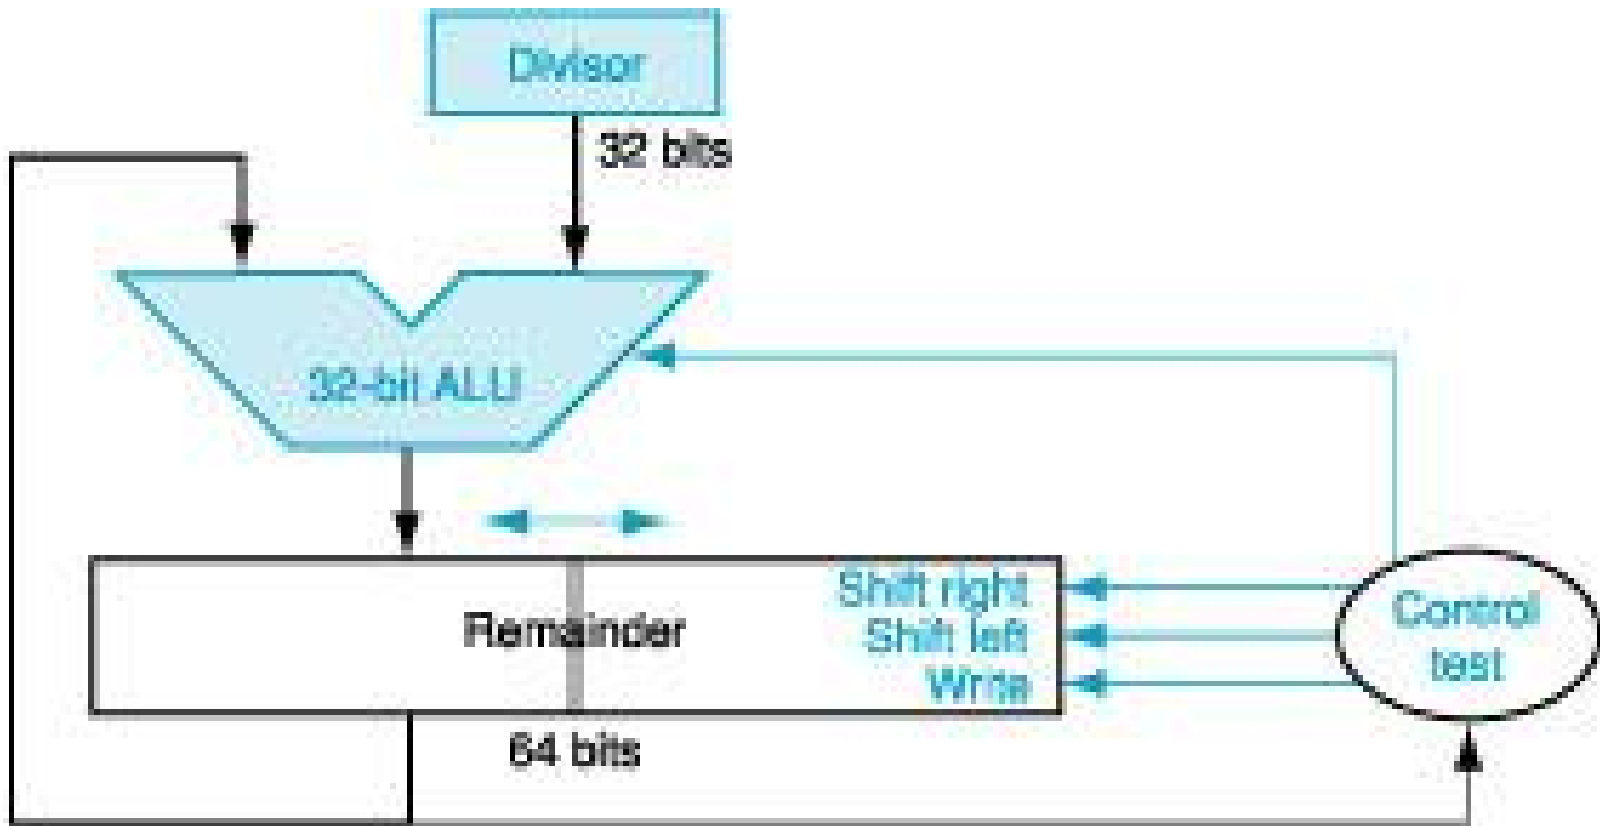 Divisor
32 bits
32-bit ALU
Shift right
Remainder
Shift left
Write
Control
test
64 bits